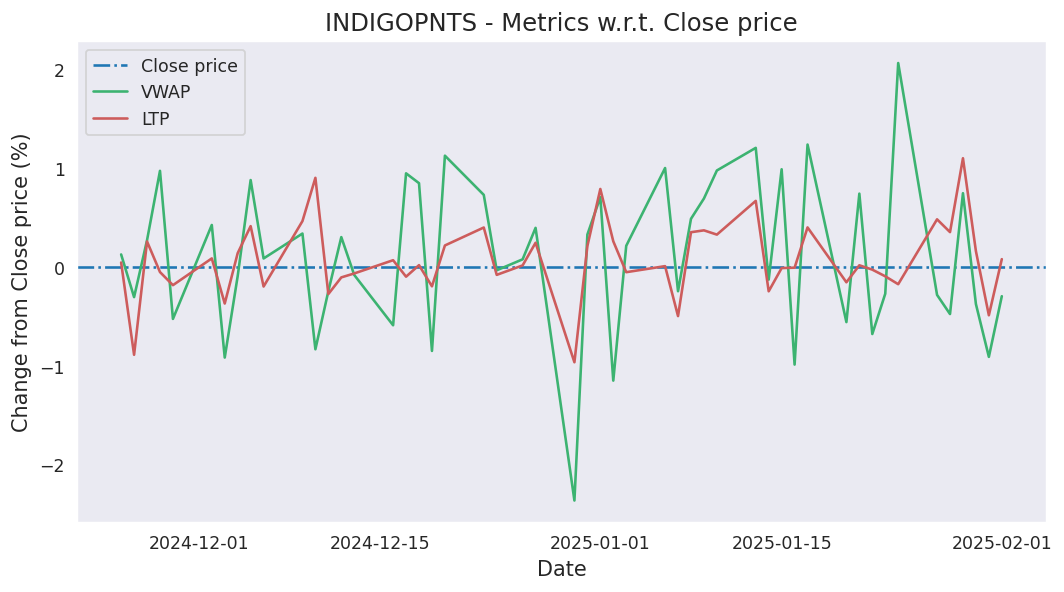 INDIGOPNTS - Metrics w.r.t. Close price
Close price
VWAP
LTP
Change from Close price (%)
2
1
0
−1
−2
2024-12-01
2024-12-15
2025-01-01
2025-01-15
2025-02-01
Date